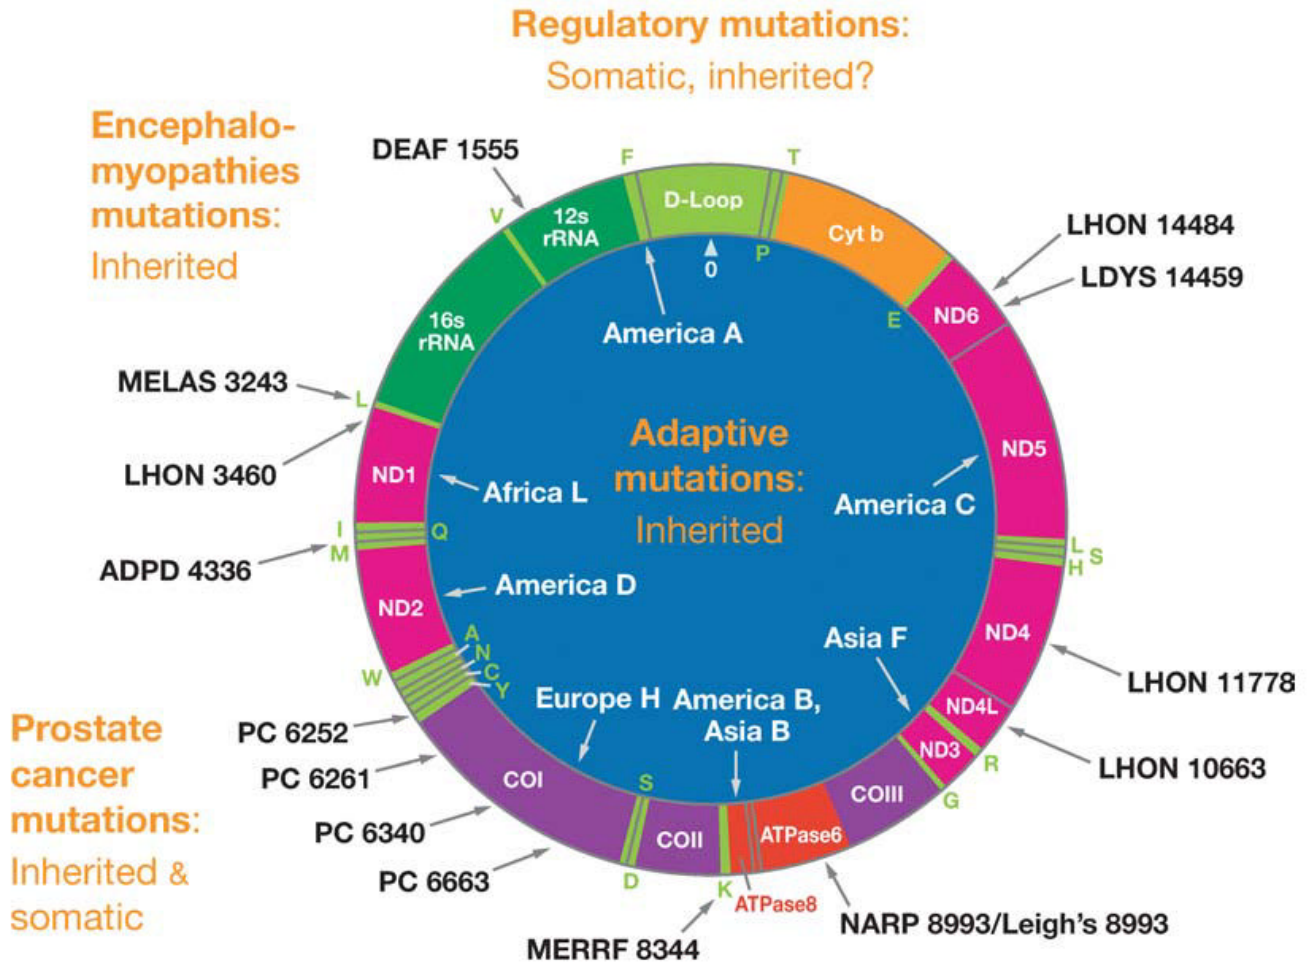 Regulatory mutations:
Somatic, inherited?
Encephalo-
myopathies
mutations:
Inherited
DEAF 1555
F
D-Loop
T
V
12s
rRNA
Cyt b
P
0
LHON 14484
LDYS 14459
E
ND6
16s
rRNA
America A
MELAS 3243
L
LHON 3460
ND1
Africa L
Adaptive
mutations:
Inherited
America C
ND5
I
Q
M
ADPD 4336
L
S
H
ND2
America D
ND4
Asia F
A
N
C
Y
W
LHON 11778
Europe H
America B,
Asia B
ND4L
ND3
R
G
LHON 10663
Prostate
cancer
mutations:
Inherited &
somatic
PC 6252
PC 6261
PC 6340
PC 6663
COI
S
COII
COIII
ATPase6
D
K
ATPase8
NARP 8993/Leigh's 8993
MERRF 8344